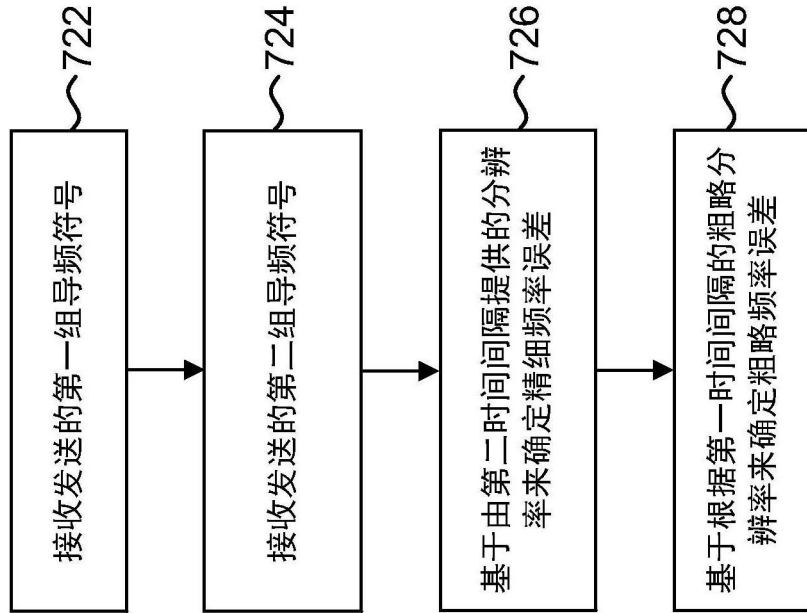 接收发送的第一组导频符号
722
接收发送的第二组导频符号
724
基于由第二时间间隔提供的分辨
率来确定精细频率误差
726
基于根据第一时间间隔的粗略分
辨率来确定粗略频率误差
728